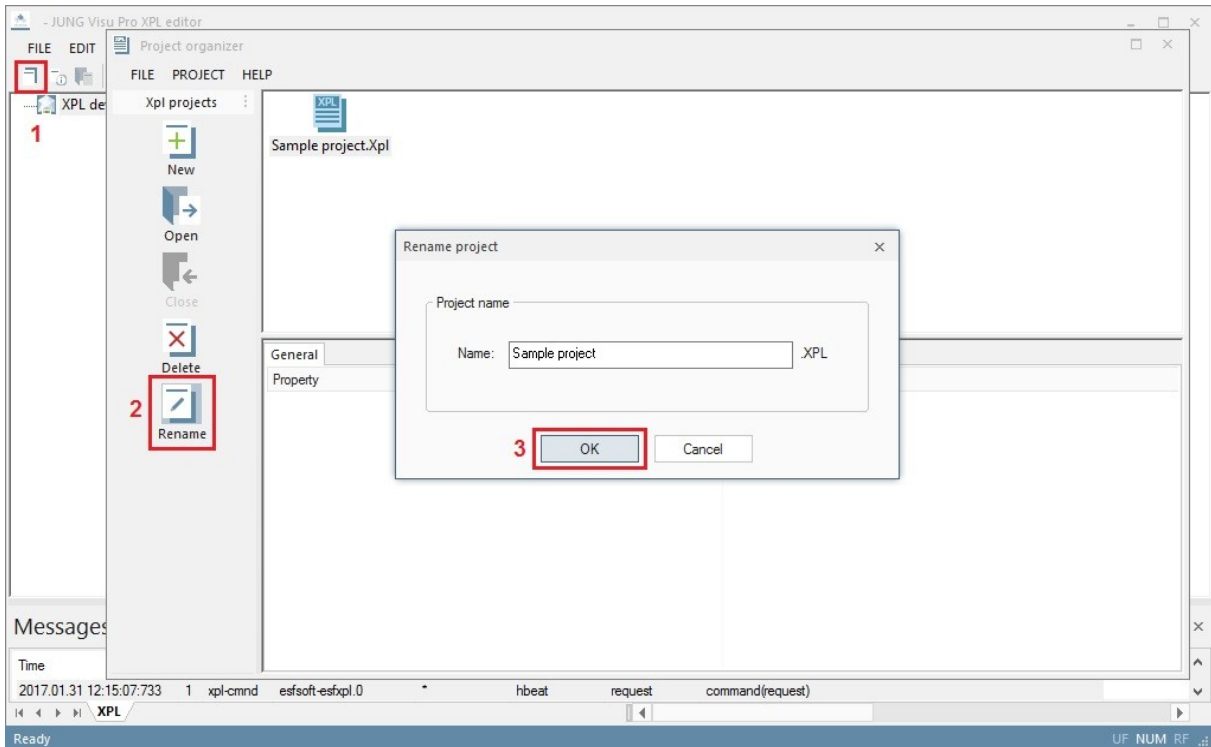 - JUNG Visu Pro XPL editor
FILE EDIT
Project organizer
FILE PROJECT HELP
XPL de
1
Xpl projects
New
Open
Close
Delete
2
Rename
Sample project.Xpl
Rename project
Project name
Name: Sample project .XPL
3 OK Cancel
General
Property
Messages
Time
2017.01.31 12:15:07:733 1 xpl-cmnd esfsoft-esfxpl.0 * hbeat request command(request)
XPL
Ready UF NUM RF